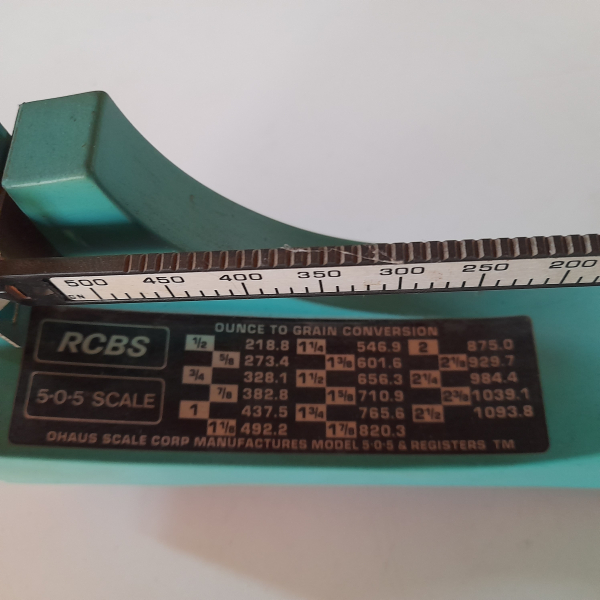 500 450 400 350 300 250 200
GN
RCBS
5·0·5 SCALE
OUNCE TO GRAIN CONVERSION
1/2 218.8 1 1/4 546.9 2 875.0
5/8 273.4 1 3/8 601.6 2 1/8 929.7
3/4 328.1 1 1/2 656.3 2 1/4 984.4
7/8 382.8 1 5/8 710.9 2 3/8 1039.1
1 437.5 1 3/4 765.6 2 1/2 1093.8
1 1/8 492.2 1 7/8 820.3
OHAUS SCALE CORP MANUFACTURES MODEL 5·0·5 & REGISTERS TM